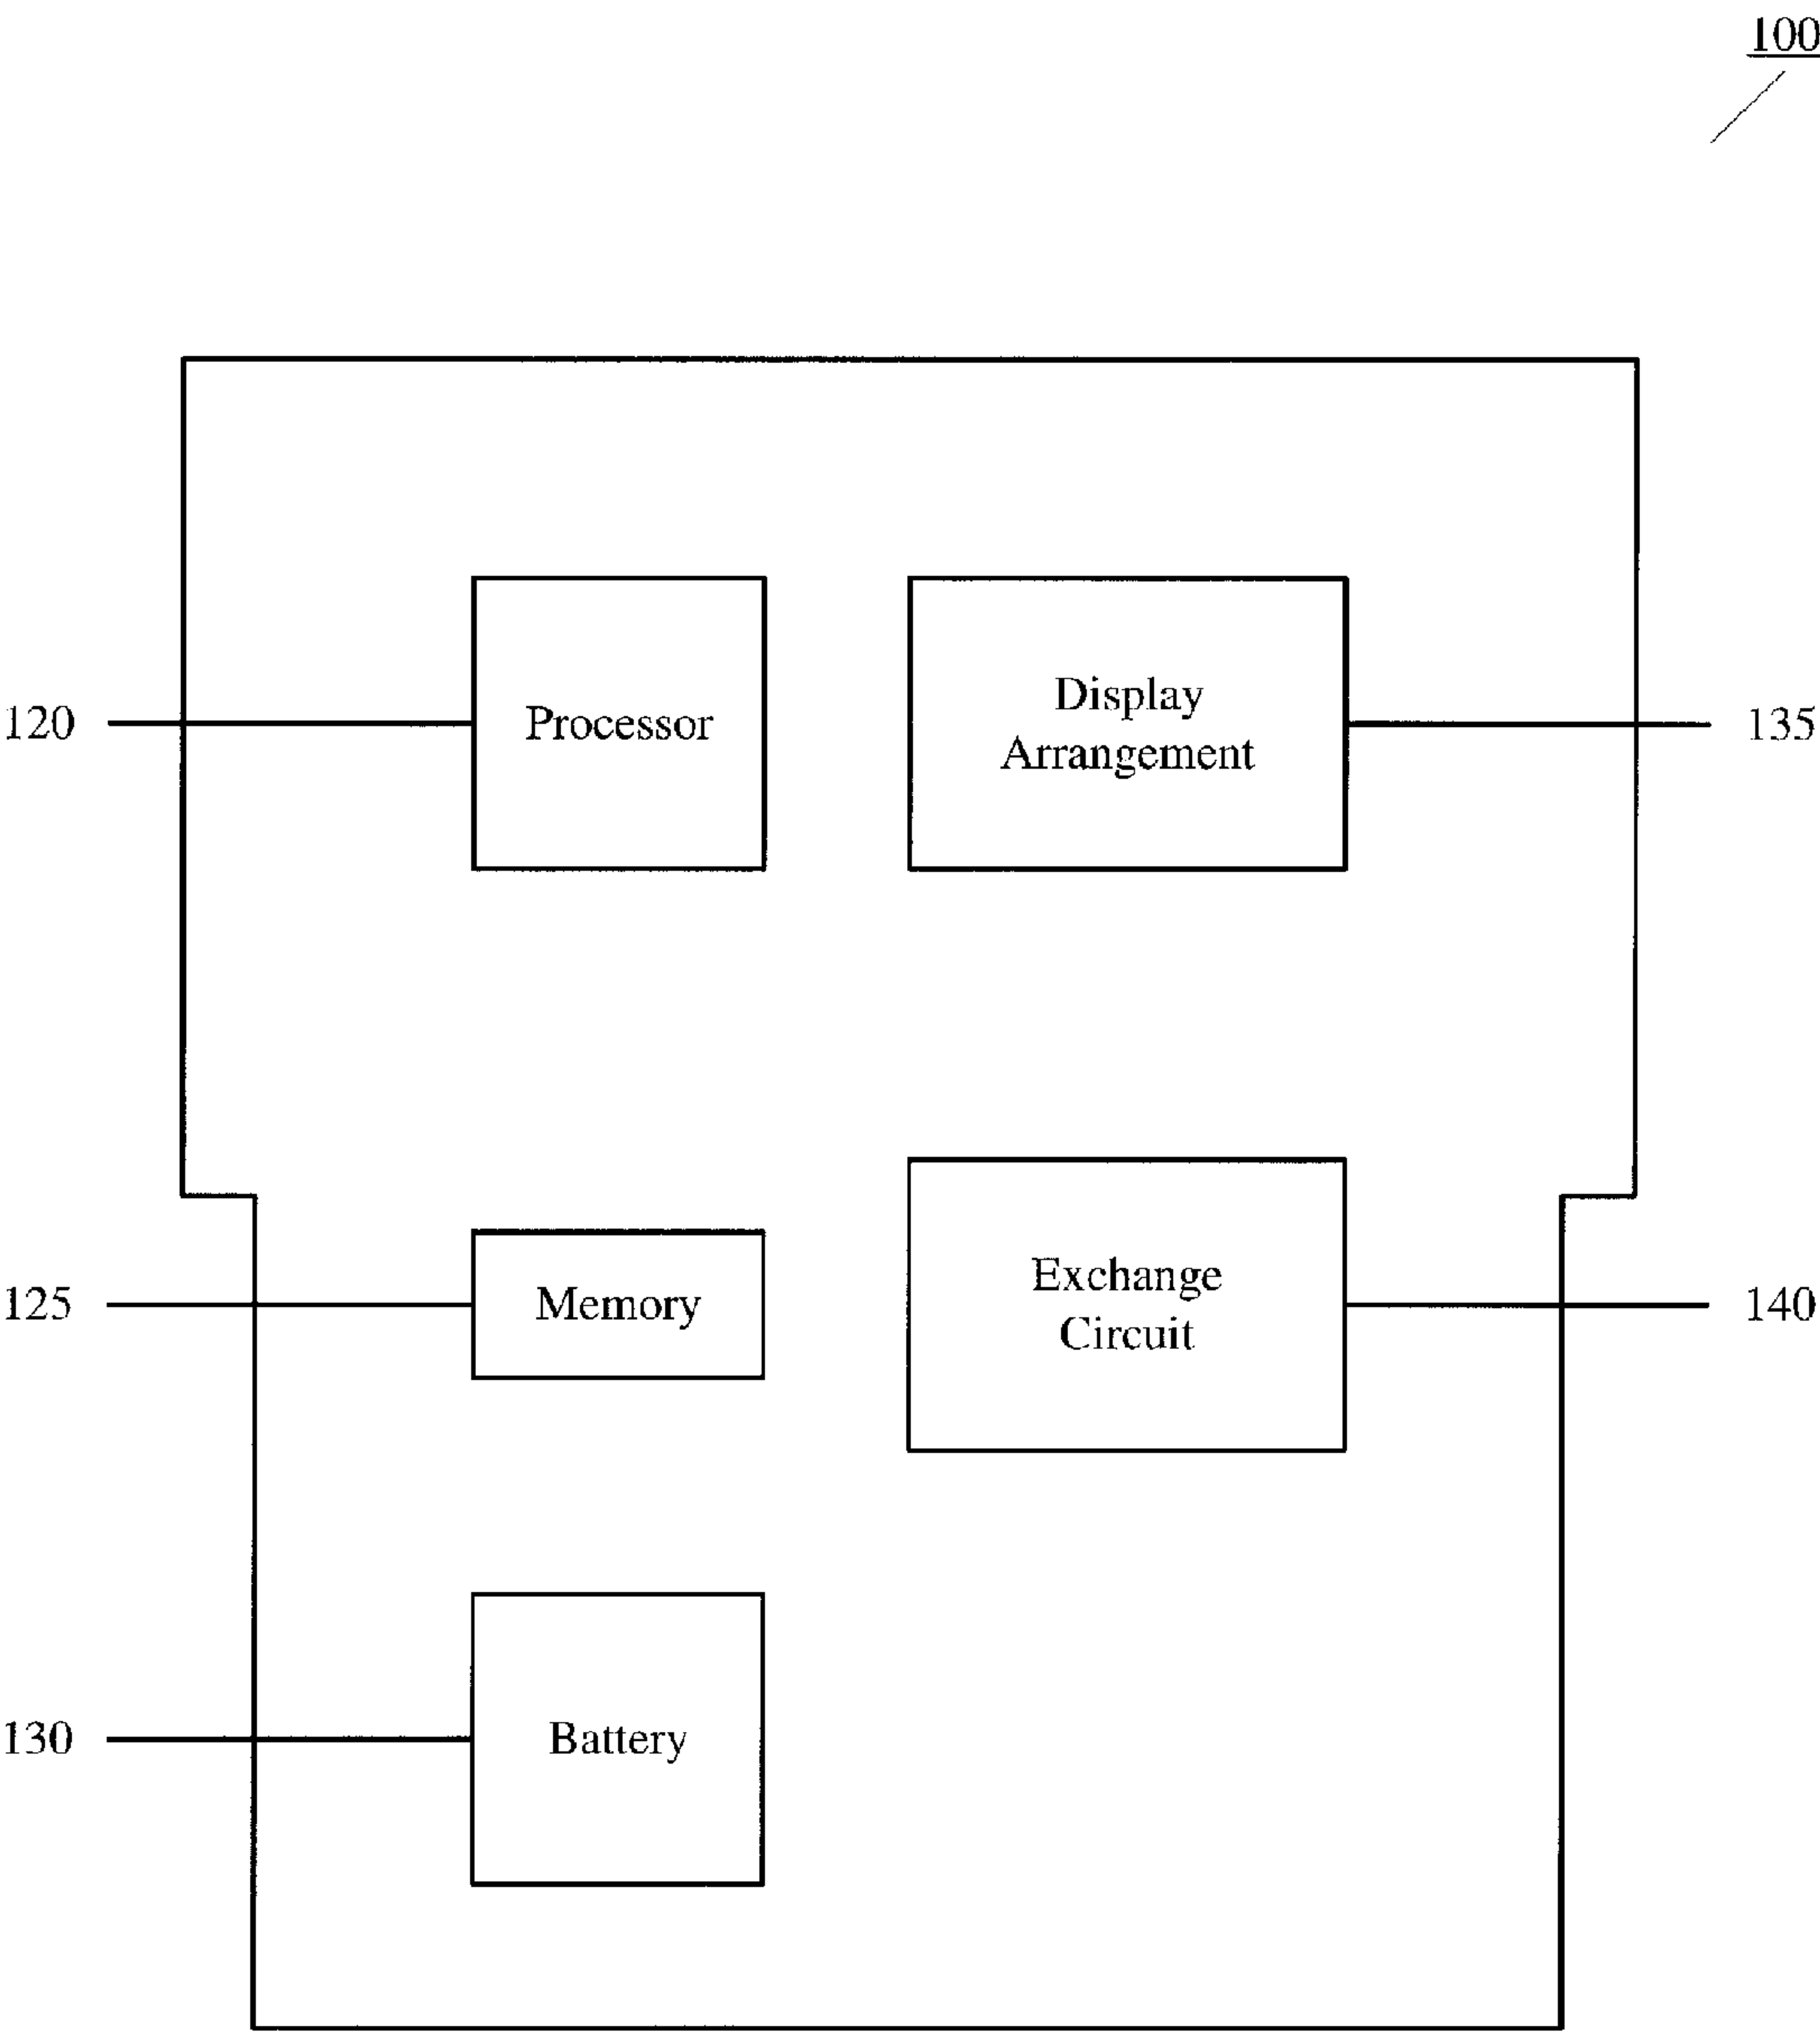 100
120
Processor
Display
Arrangement
135
125
Memory
Exchange
Circuit
140
130
Battery